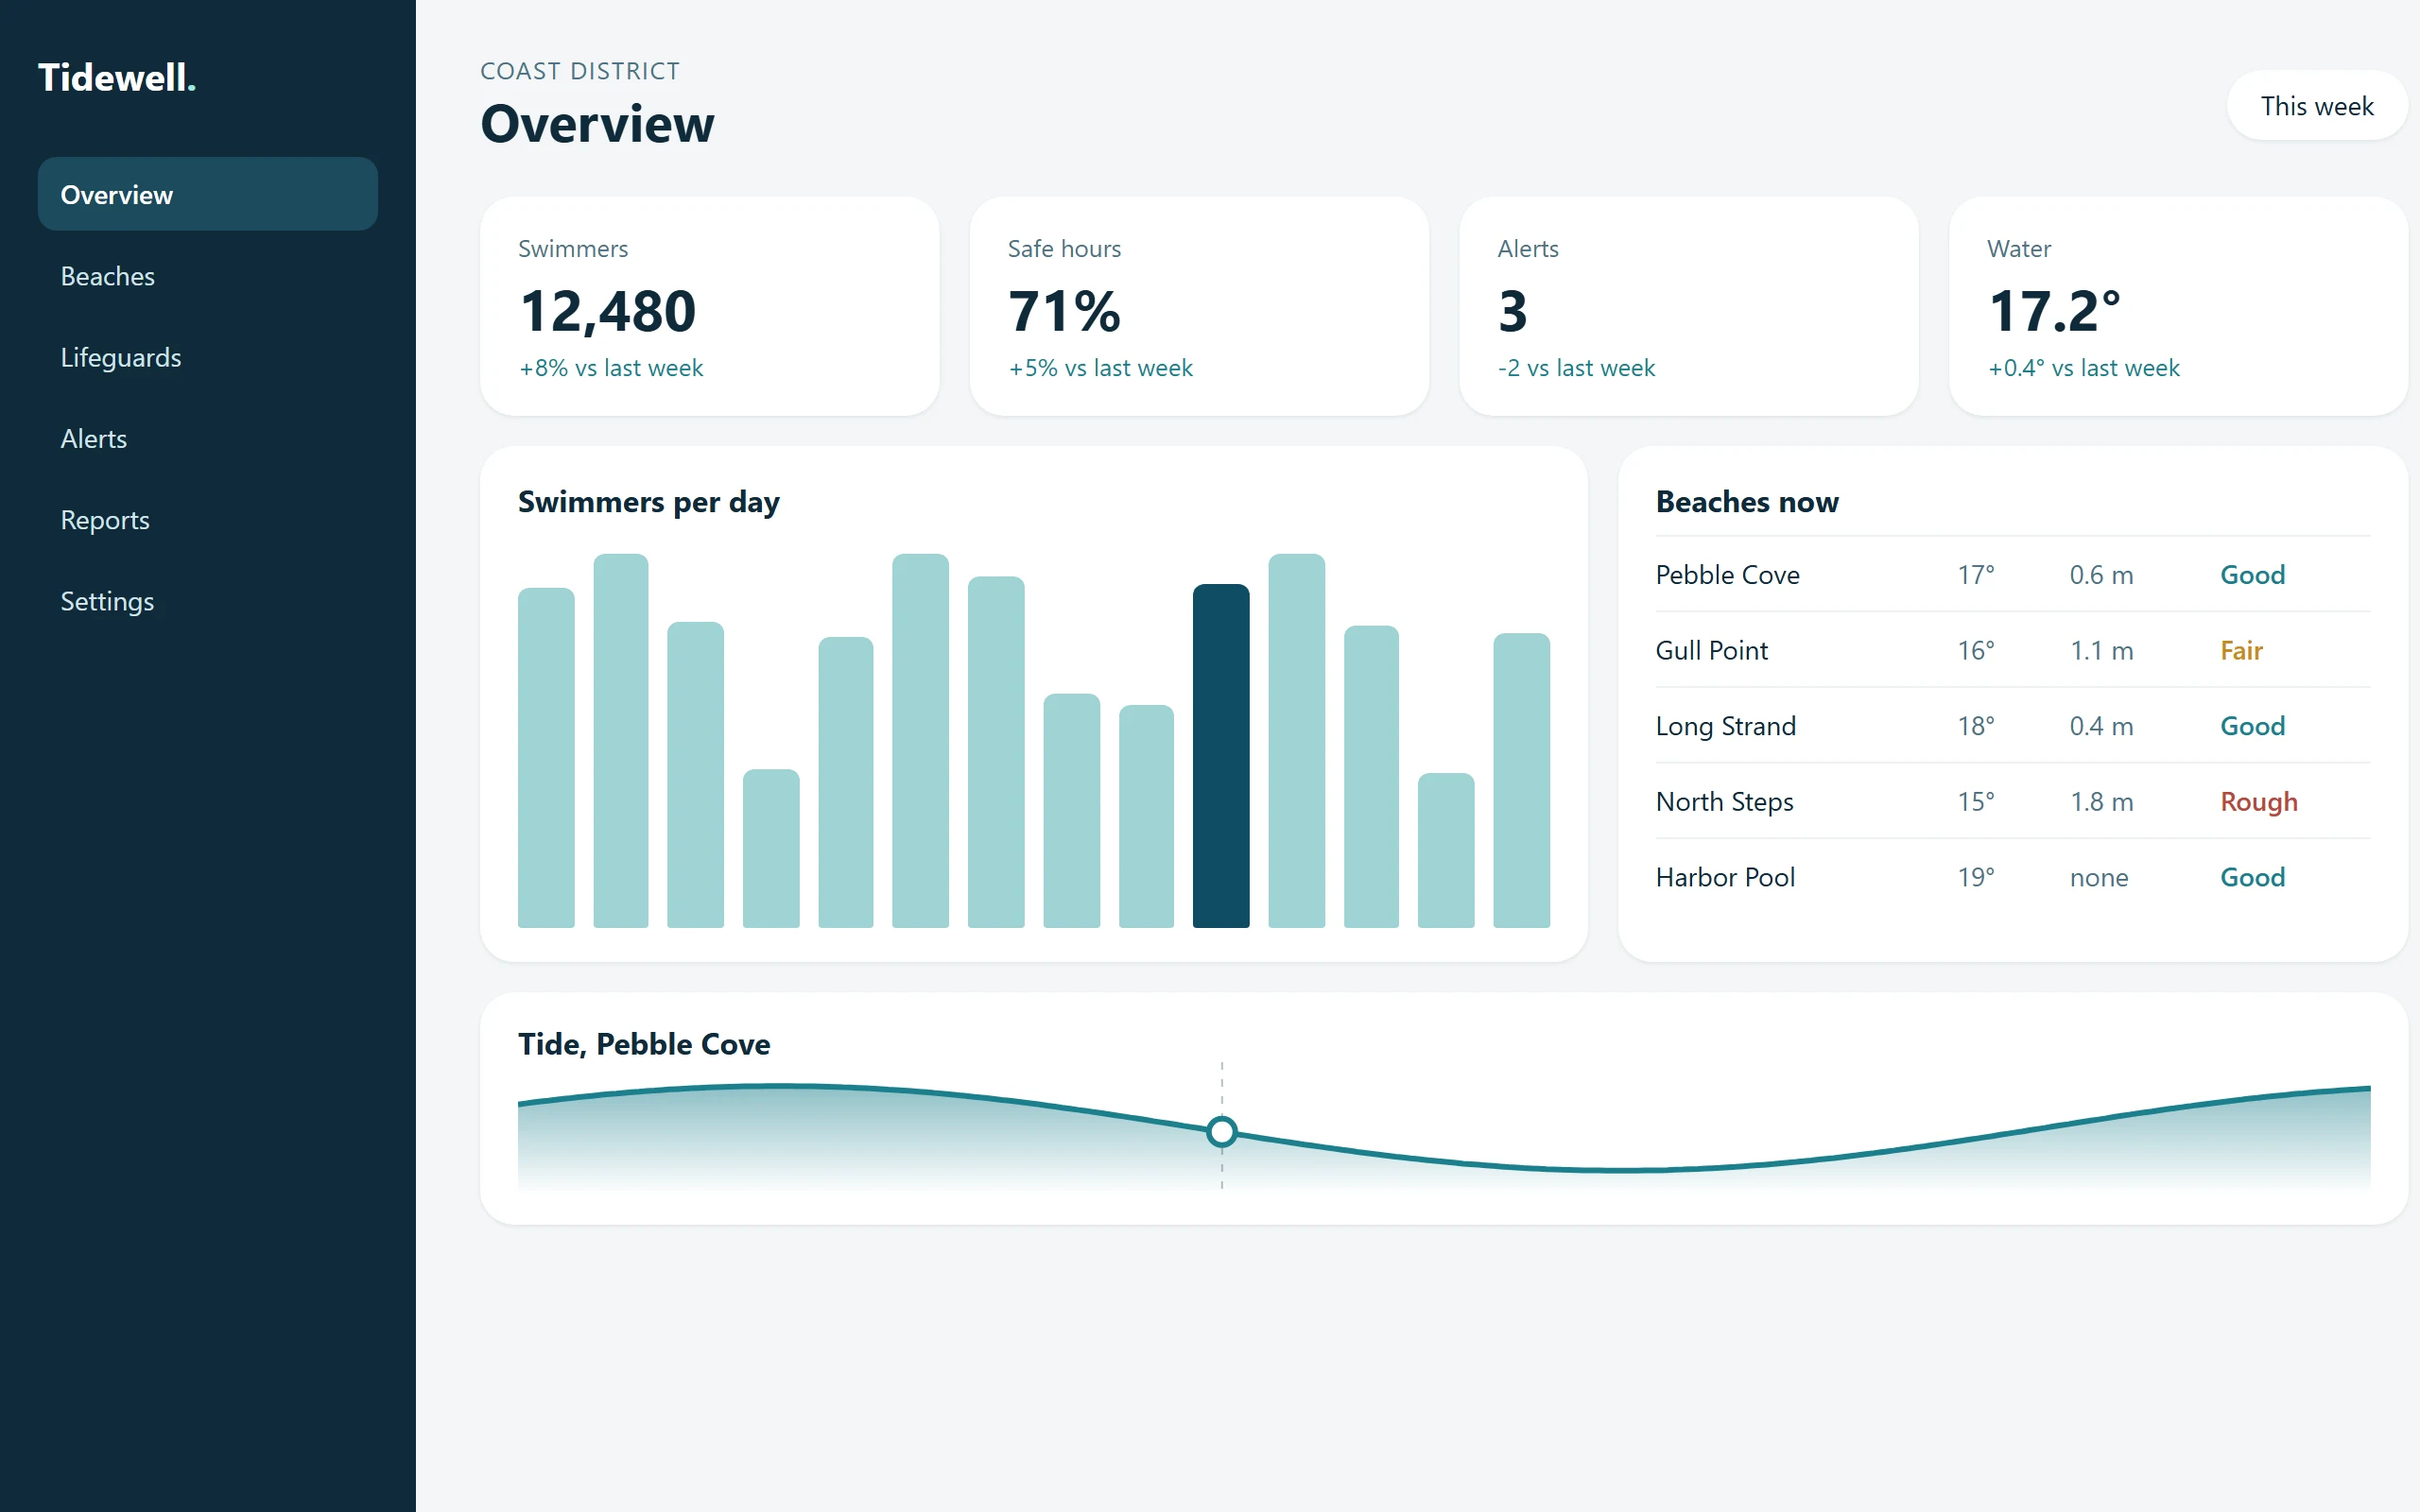 Tidewell.
Overview
Beaches
Lifeguards
Alerts
Reports
Settings
COAST DISTRICT
Overview
This week
Swimmers
12,480
+8% vs last week
Safe hours
71%
+5% vs last week
Alerts
3
-2 vs last week
Water
17.2°
+0.4° vs last week
Swimmers per day
Beaches now
Pebble Cove 17° 0.6 m Good
Gull Point 16° 1.1 m Fair
Long Strand 18° 0.4 m Good
North Steps 15° 1.8 m Rough
Harbor Pool 19° none Good
Tide, Pebble Cove